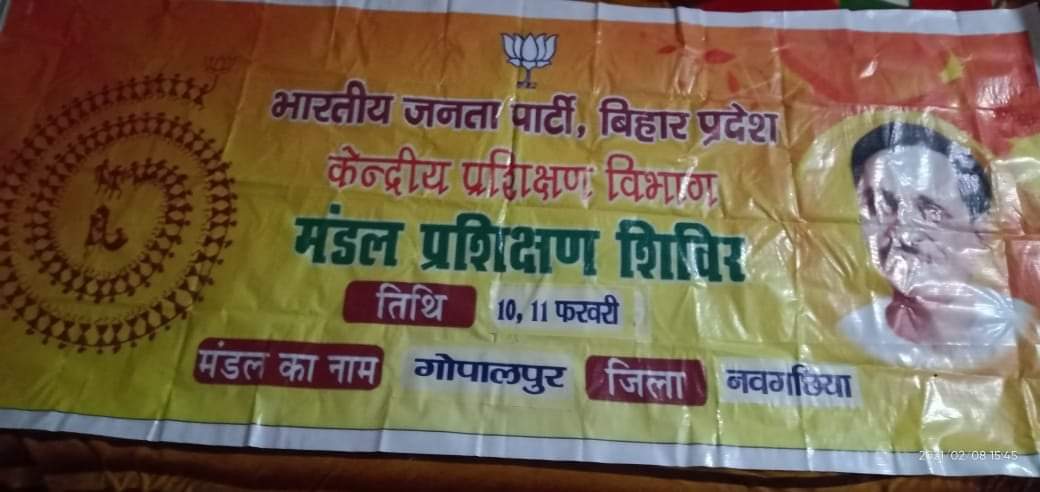 भारतीय जनता पार्टी, बिहार प्रदेश
केन्द्रीय प्रशिक्षण विभाग
मंडल प्रशिक्षण शिविर
तिथि 10, 11 फरवरी
मंडल का नाम गोपालपुर जिला नवगछिया
2021/02/08 15:45